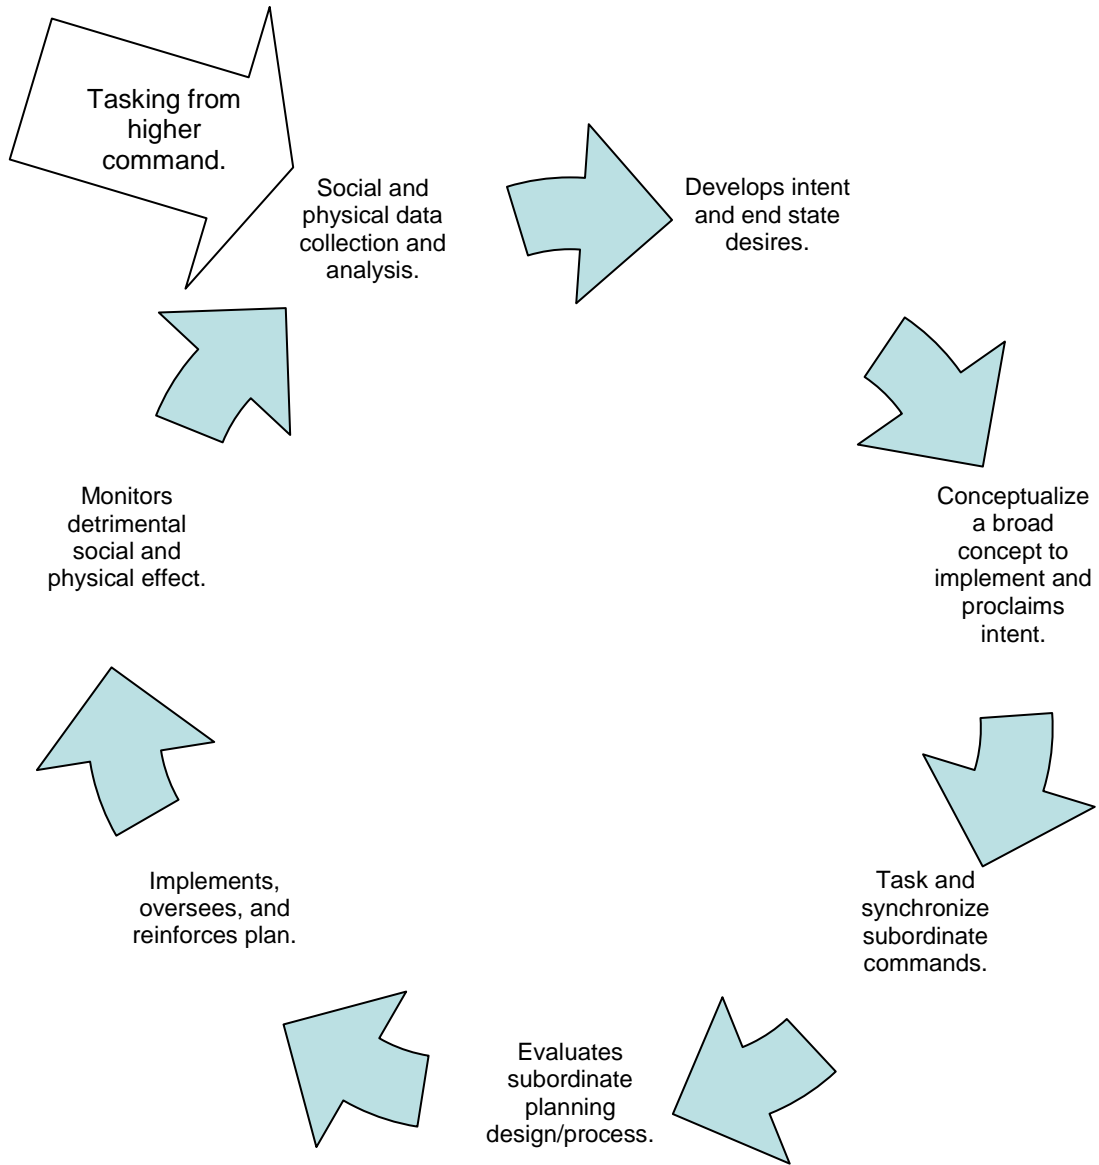 Tasking from
higher
command.
Social and
physical data
collection and
analysis.
Develops intent
and end state
desires.
Conceptualize
a broad
concept to
implement and
proclaims
intent.
Task and
synchronize
subordinate
commands.
Evaluates
subordinate
planning
design/process.
Implements,
oversees, and
reinforces plan.
Monitors
detrimental
social and
physical effect.